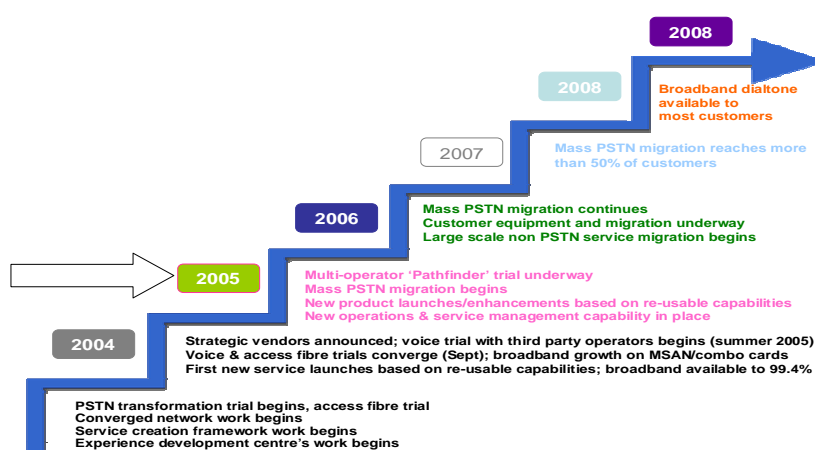 2008
2008
Broadband dialtone
available to
most customers
2007
Mass PSTN migration reaches more
than 50% of customers
2006
Mass PSTN migration continues
Customer equipment and migration underway
Large scale non PSTN service migration begins
2005
Multi-operator ‘Pathfinder’ trial underway
Mass PSTN migration begins
New product launches/enhancements based on re-usable capabilities
New operations & service management capability in place
2004
Strategic vendors announced; voice trial with third party operators begins (summer 2005)
Voice & access fibre trials converge (Sept); broadband growth on MSAN/combo cards
First new service launches based on re-usable capabilities; broadband available to 99.4%
PSTN transformation trial begins, access fibre trial
Converged network work begins
Service creation framework work begins
Experience development centre’s work begins